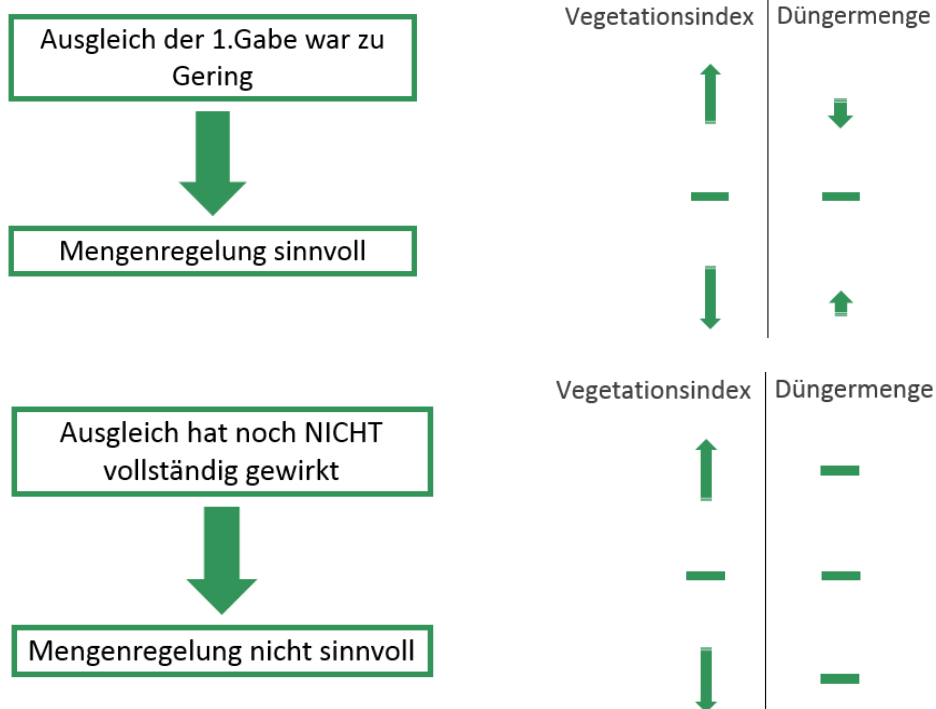 Ausgleich der 1.Gabe war zu
Gering
Mengenregelung sinnvoll
Vegetationsindex
Düngermenge
Ausgleich hat noch NICHT
vollständig gewirkt
Mengenregelung nicht sinnvoll
Vegetationsindex
Düngermenge